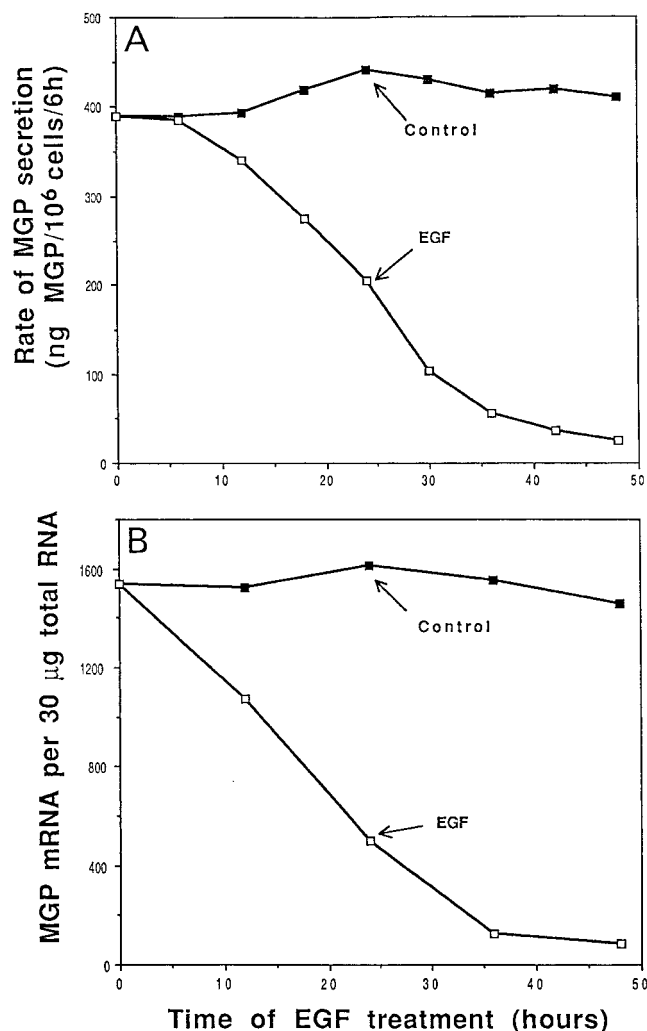 A
Rate of MGP secretion
(ng MGP/10⁶ cells/6h)
500
400
300
200
100
0
Control
EGF
0 10 20 30 40 50
B
MGP mRNA per 30 µg total RNA
1600
1200
800
400
0
Control
EGF
0 10 20 30 40 50
Time of EGF treatment (hours)